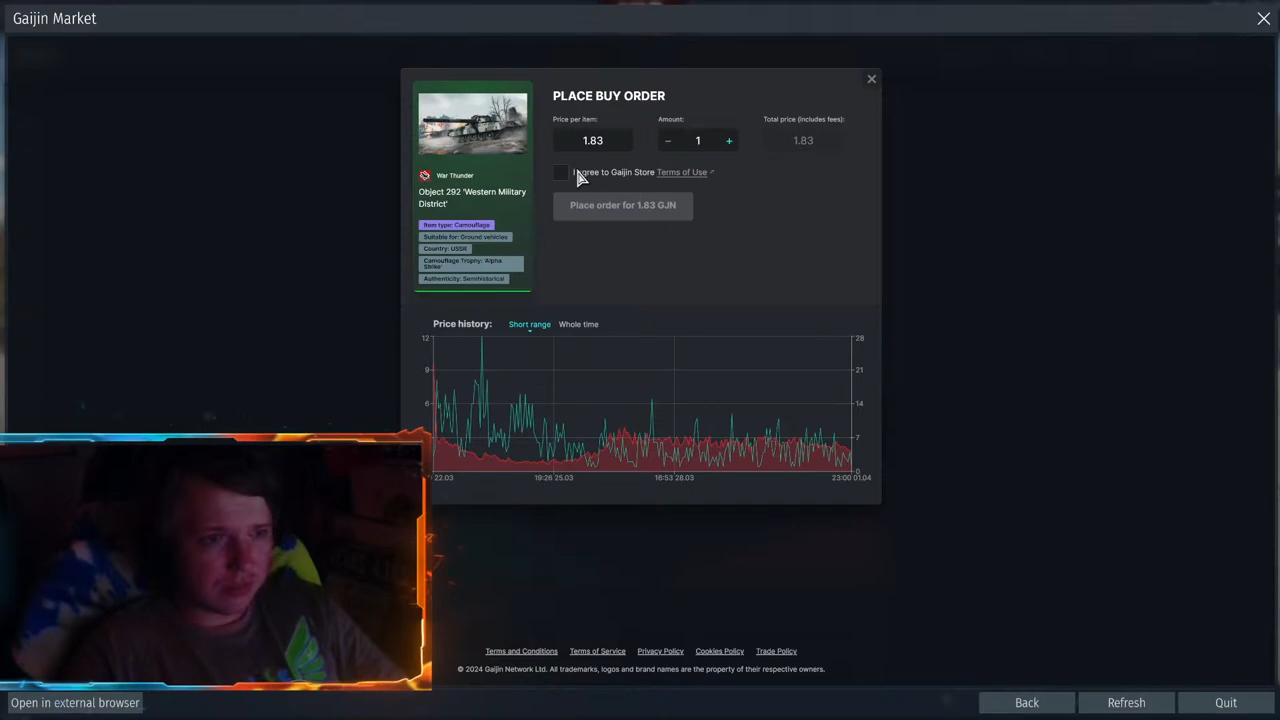 Gaijin Market
PLACE BUY ORDER
Price per item:
Amount:
Total price (includes fees):
1.83
−
1
+
1.83
I agree to Gaijin Store Terms of Use
Place order for 1.83 GJN
War Thunder
Object 292 'Western Military
District'
Item type: Camouflage
Suitable for: Ground vehicles
Country: USSR
Camouflage Trophy: 'Alpha
Strike'
Authenticity: Semihistorical
Price history:
Short range
Whole time
12
9
6
28
21
14
7
0
22.03
19:26 25.03
16:53 28.03
23:00 01.04
Terms and Conditions
Terms of Service
Privacy Policy
Cookies Policy
Trade Policy
© 2024 Gaijin Network Ltd. All trademarks, logos and brand names are the property of their respective owners.
Open in external browser
Back
Refresh
Quit